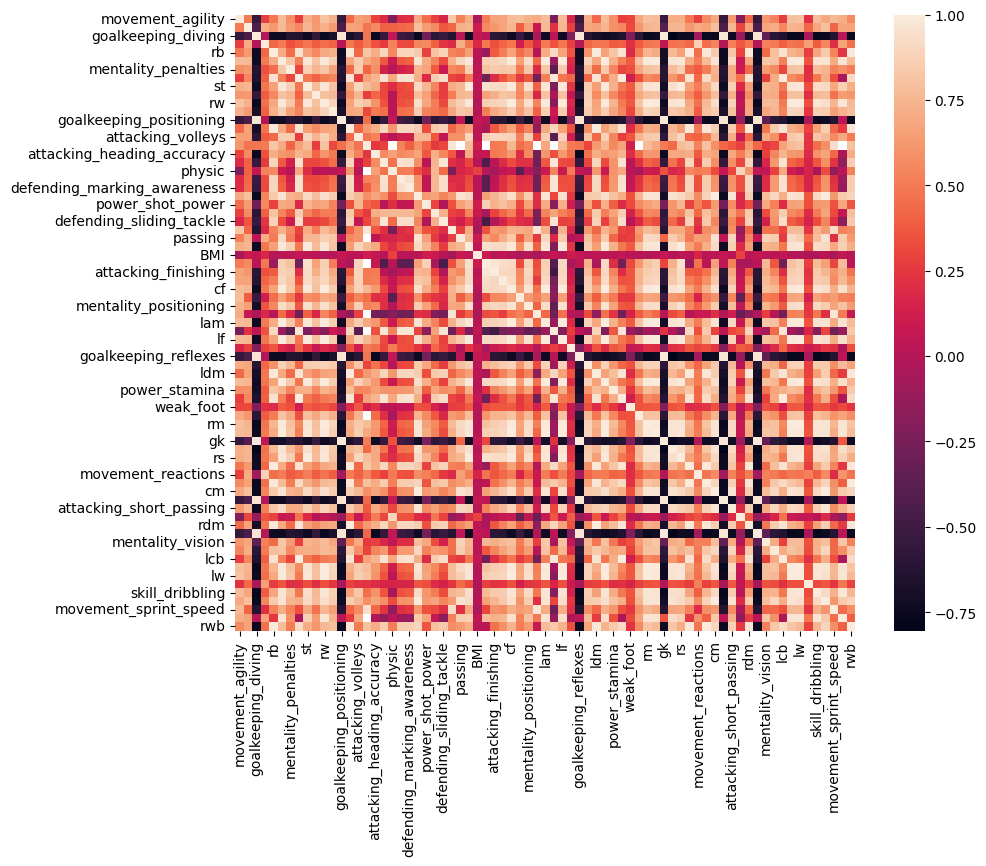 movement_agility
goalkeeping_diving
rb
mentality_penalties
st
rw
goalkeeping_positioning
attacking_volleys
attacking_heading_accuracy
physic
defending_marking_awareness
power_shot_power
defending_sliding_tackle
passing
BMI
attacking_finishing
cf
mentality_positioning
lam
lf
goalkeeping_reflexes
ldm
power_stamina
weak_foot
rm
gk
rs
movement_reactions
cm
attacking_short_passing
rdm
mentality_vision
lcb
lw
skill_dribbling
movement_sprint_speed
rwb
movement_agility
goalkeeping_diving
rb
mentality_penalties
st
rw
goalkeeping_positioning
attacking_volleys
attacking_heading_accuracy
physic
defending_marking_awareness
power_shot_power
defending_sliding_tackle
passing
BMI
attacking_finishing
cf
mentality_positioning
lam
lf
goalkeeping_reflexes
ldm
power_stamina
weak_foot
rm
gk
rs
movement_reactions
cm
attacking_short_passing
rdm
mentality_vision
lcb
lw
skill_dribbling
movement_sprint_speed
rwb
1.00
0.75
0.50
0.25
0.00
−0.25
−0.50
−0.75